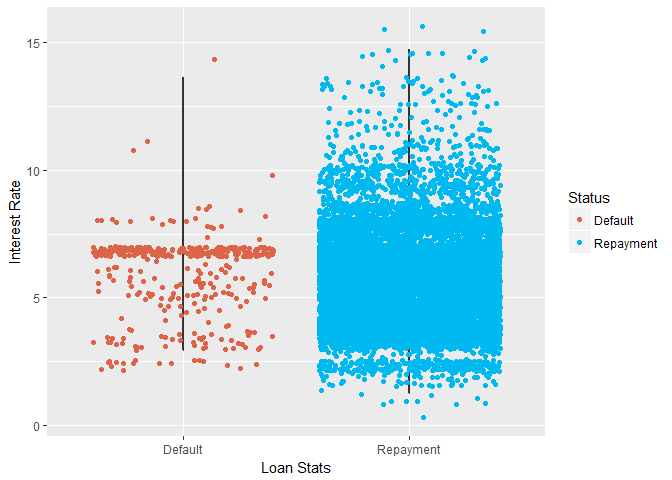 15
10
5
0
Interest Rate
Default
Repayment
Loan Stats
Status
Default
Repayment